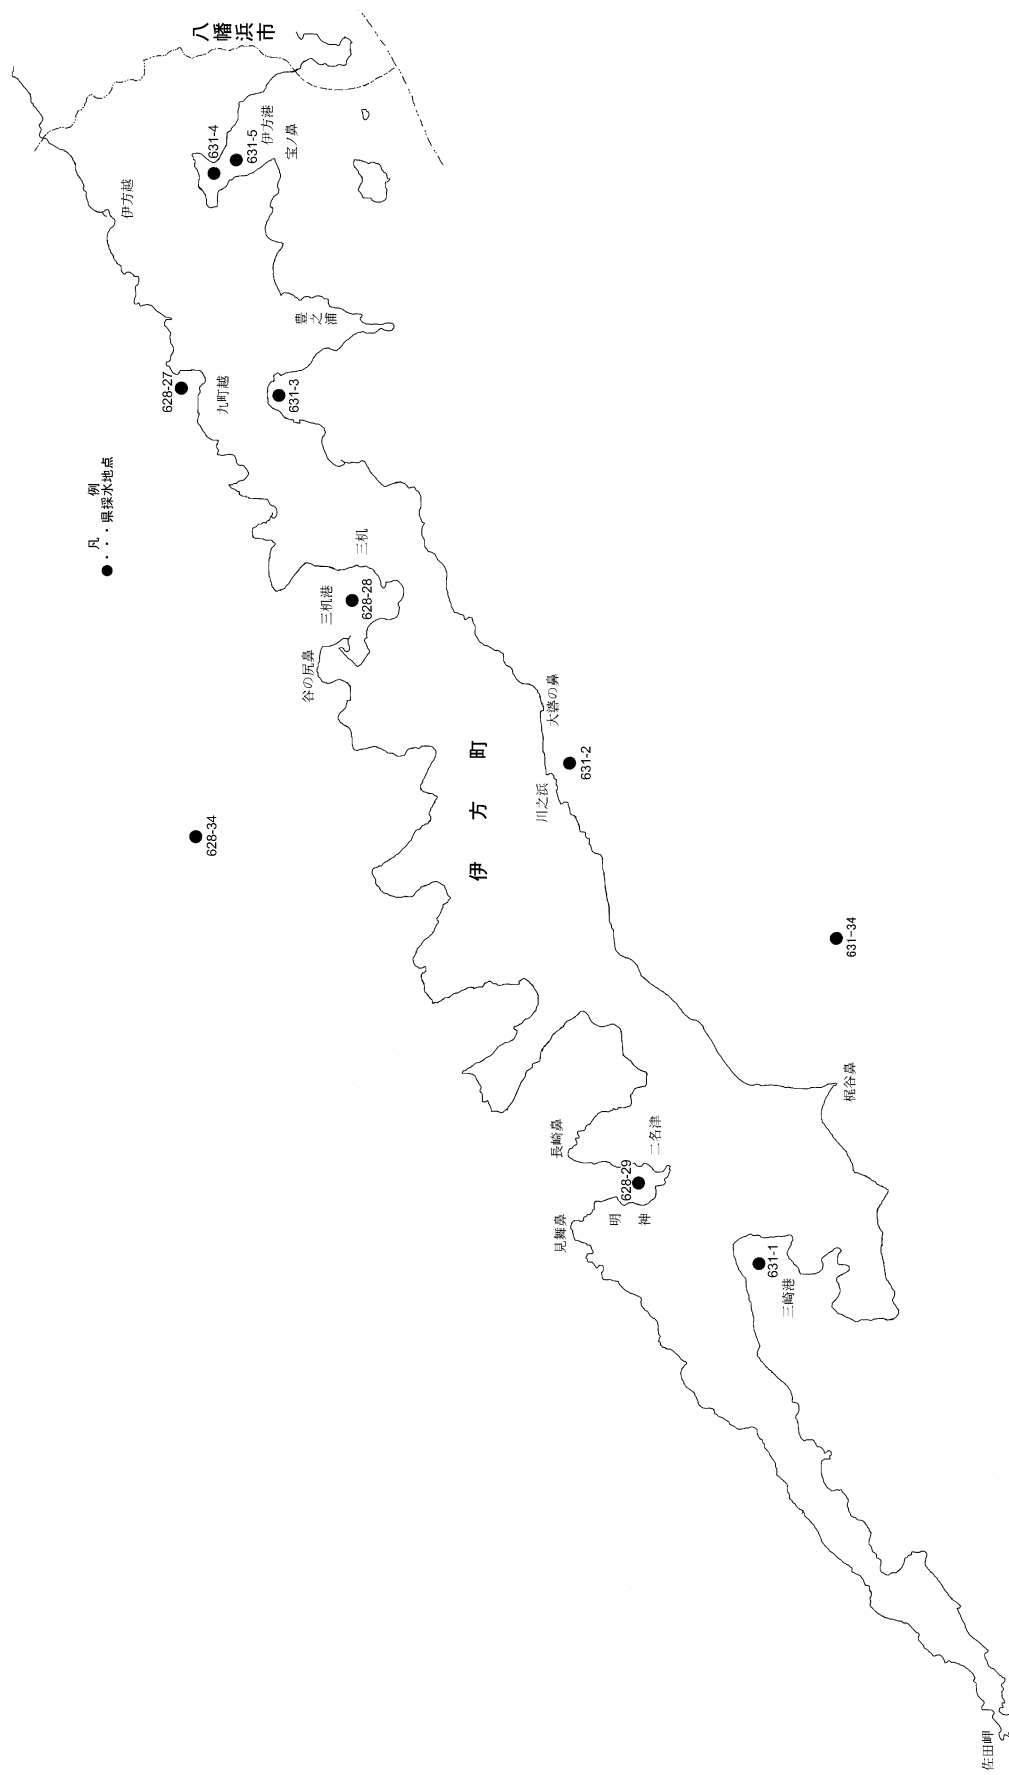 八幡浜市
631-4
631-5
伊方港
宝ノ鼻
伊方越
豊之浦
628-27
九町越
631-3
凡例
●・・・県採水地点
三机
三机港
628-28
谷の尻鼻
大碆の鼻
631-2
川之浜
伊方町
628-34
631-34
梶谷鼻
長崎鼻
二名津
628-29
明神
見舞鼻
631-1
三崎港
佐田岬